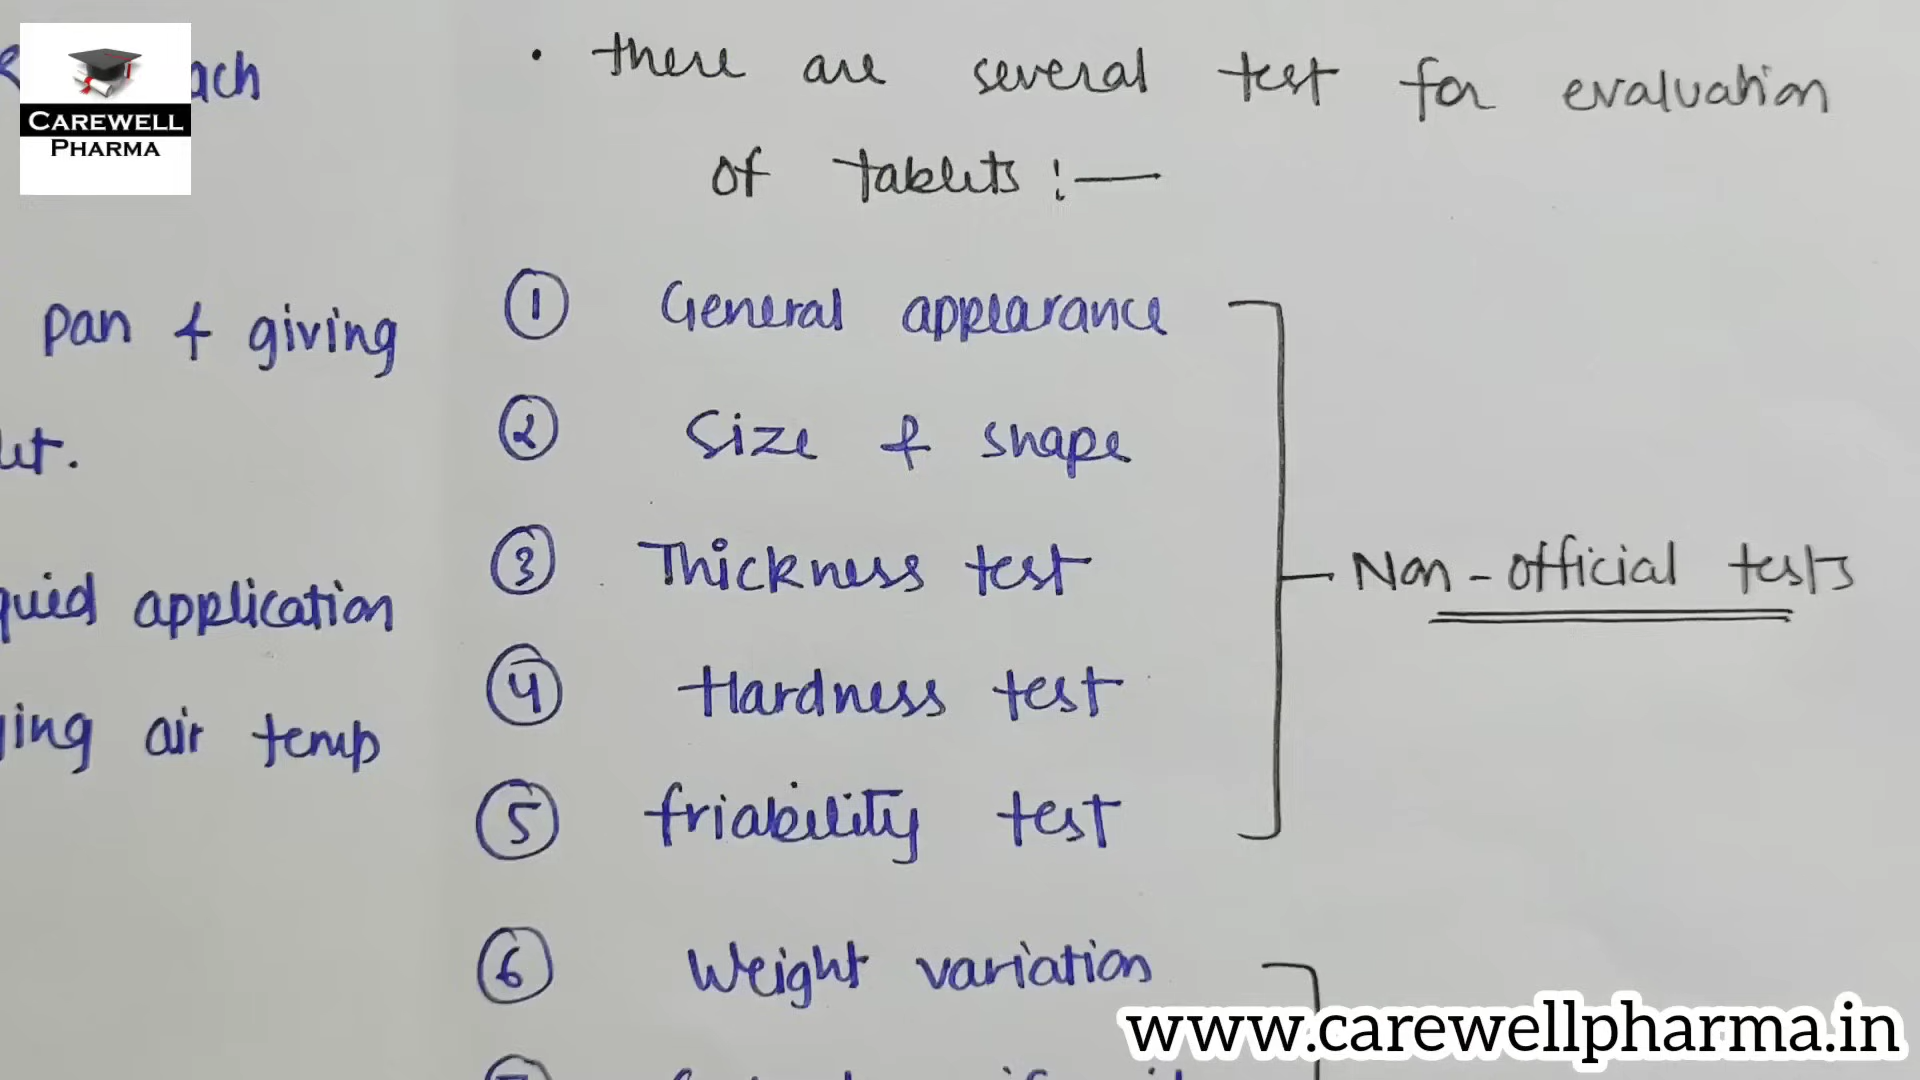 ach
CAREWELL
PHARMA
pan & giving
quid application
ing air temp
• there are several test for evaluation
of tablets :—
① General appearance
② Size & shape
③ Thickness test
④ Hardness test
⑤ friability test
Non-official tests
⑥ Weight variation
www.carewellpharma.in